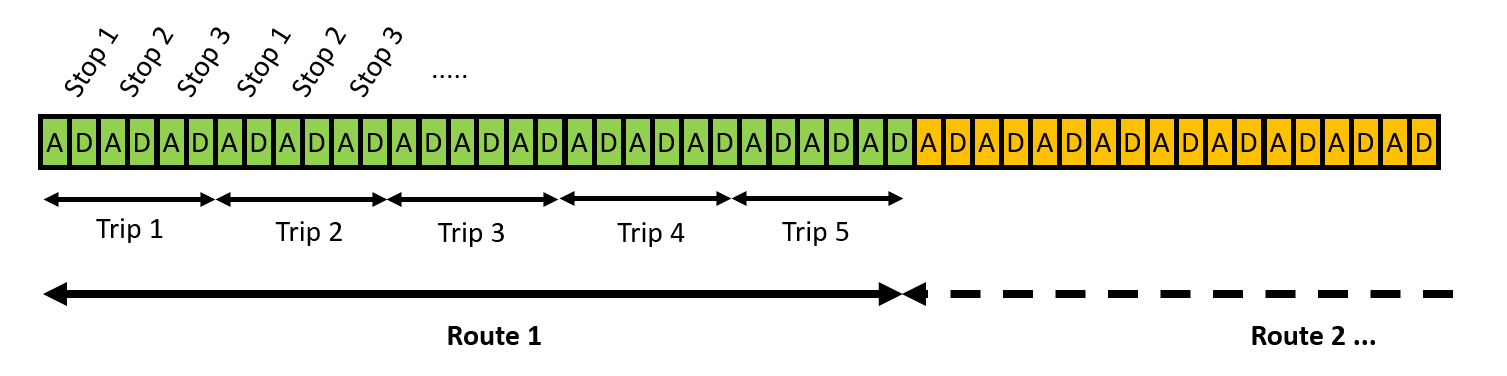 Stop 1 Stop 2 Stop 3 Stop 1 Stop 2 Stop 3 .....
A D A D A D A D A D A D A D A D A D A D A D A D A D A D A D A D A D A D A D A D A D A D A D A D
Trip 1 Trip 2 Trip 3 Trip 4 Trip 5
Route 1 Route 2 ...